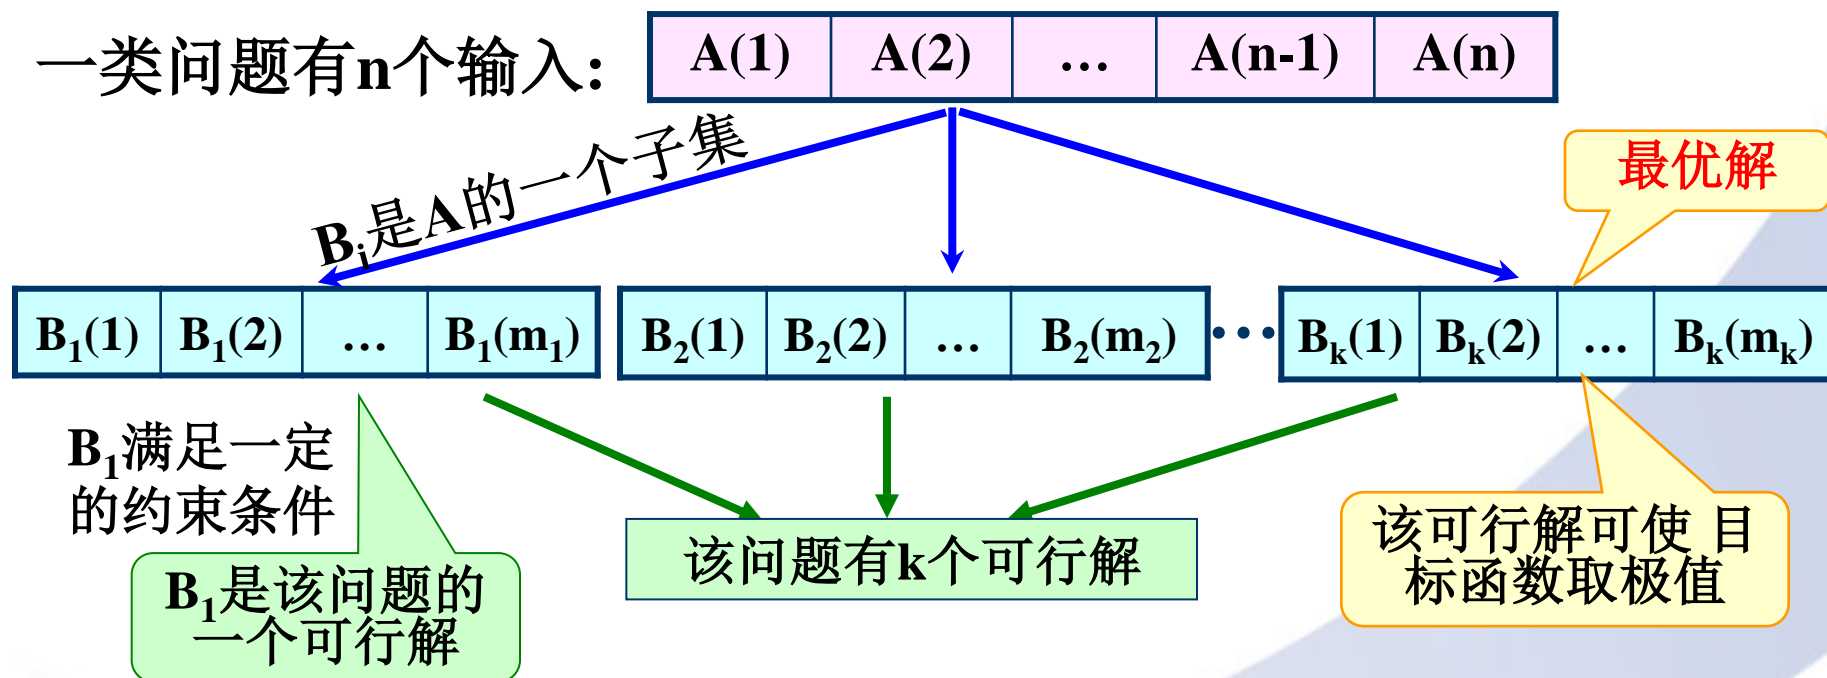 一类问题有n个输入:
A(1) A(2) … A(n-1) A(n)
Bi是A的一个子集
最优解
B1(1) B1(2) … B1(m1) B2(1) B2(2) … B2(m2) ••• Bk(1) Bk(2) … Bk(mk)
B1满足一定
的约束条件
B1是该问题的
一个可行解
该问题有k个可行解
该可行解可使 目
标函数取极值